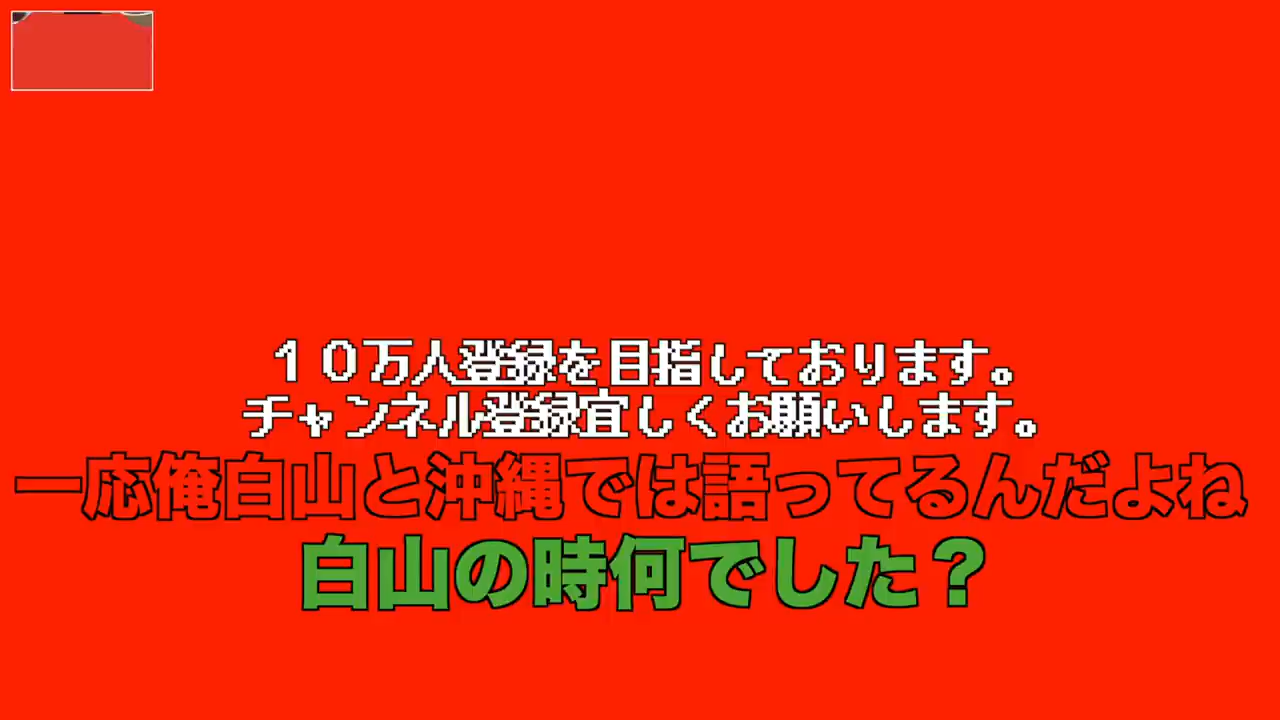 １０万人登録を目指しております。
チャンネル登録宜しくお願いします。
一応俺白山と沖縄では語ってるんだよね
白山の時何でした？